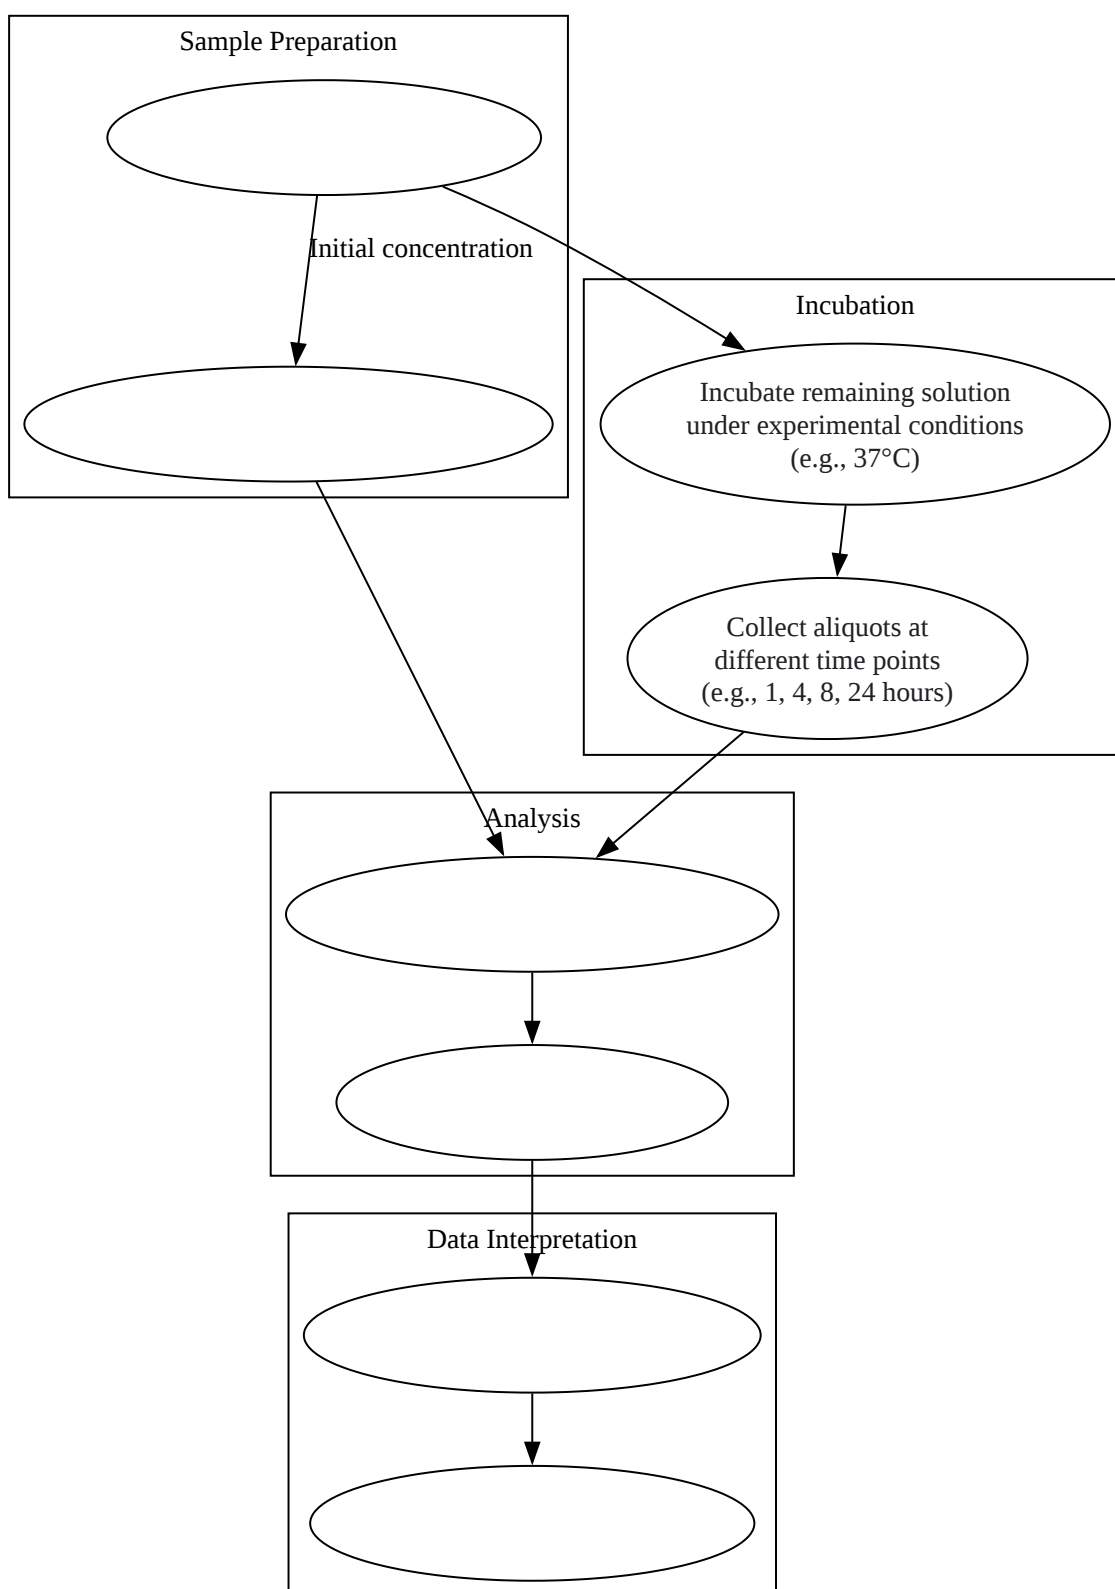 Sample Preparation
Initial concentration
Incubation
Incubate remaining solution
under experimental conditions
(e.g., 37°C)
Collect aliquots at
different time points
(e.g., 1, 4, 8, 24 hours)
Analysis
Data Interpretation